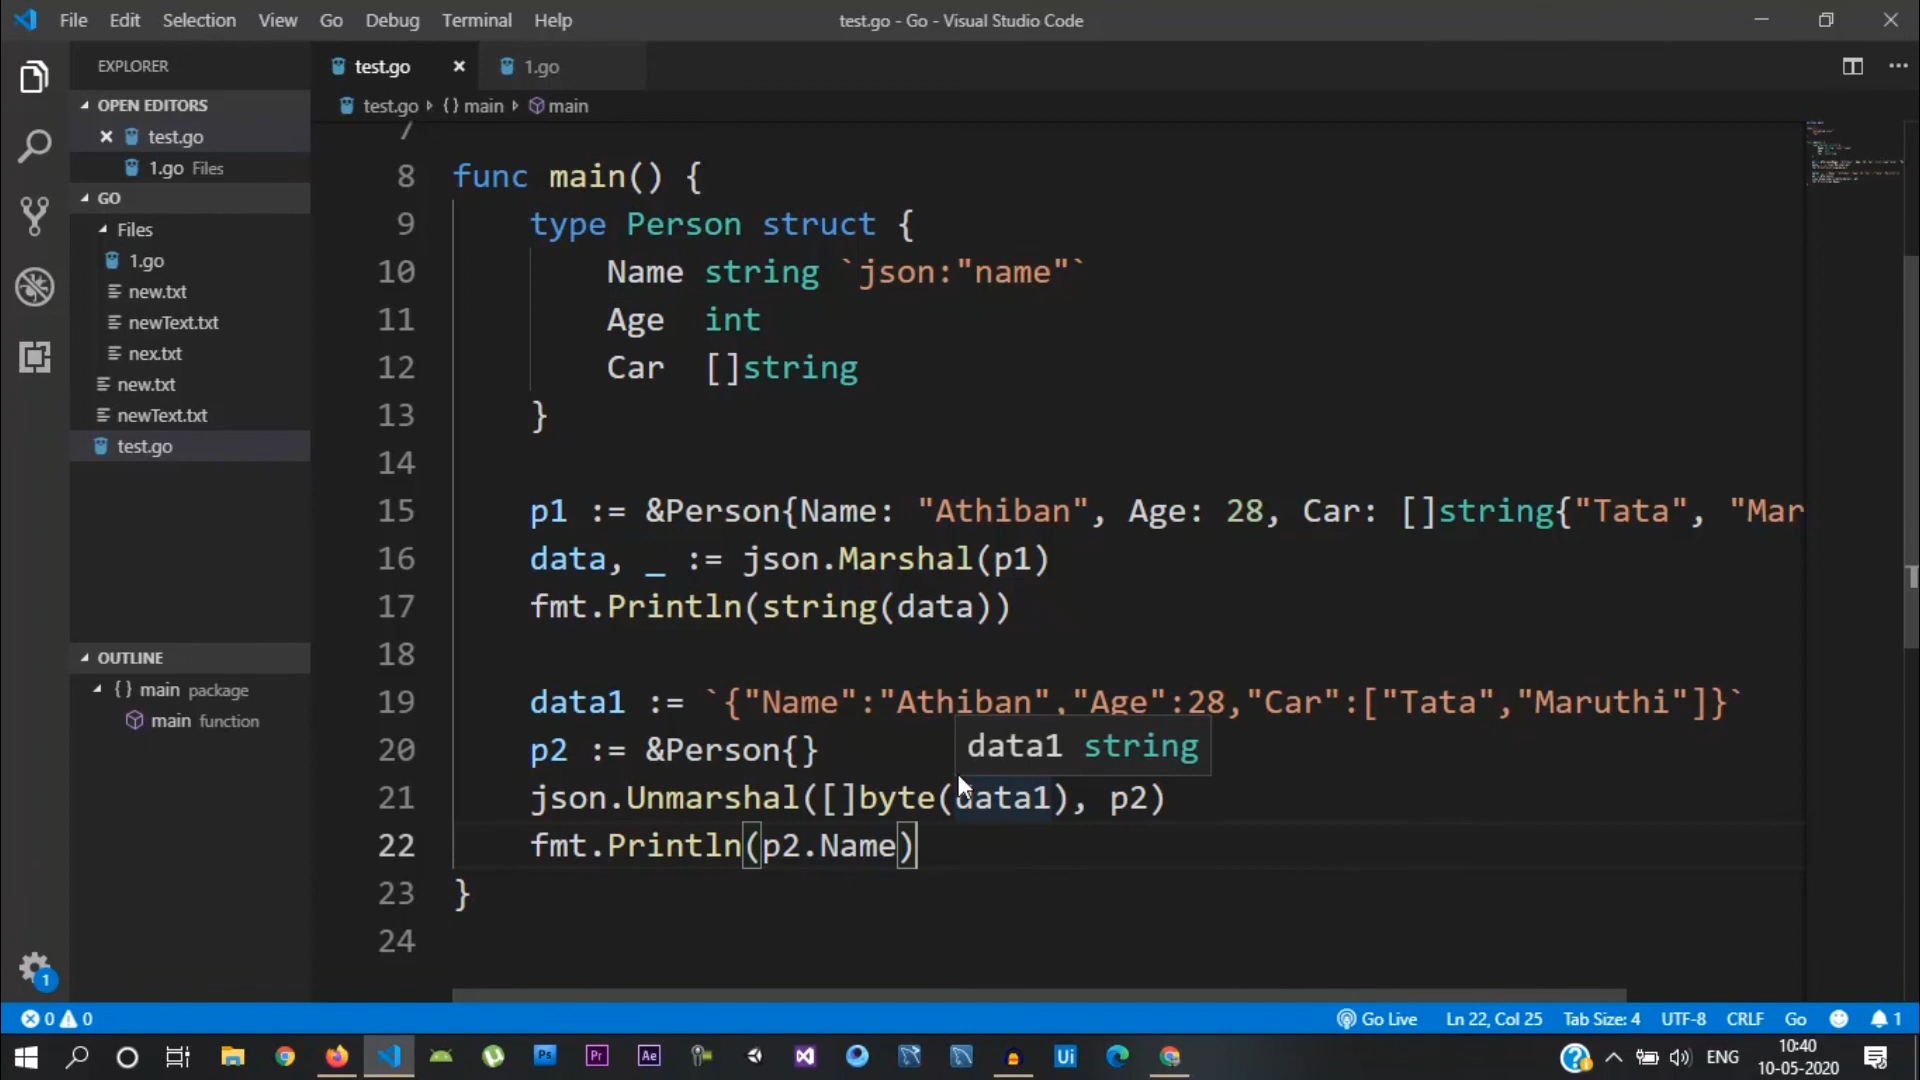 File Edit Selection View Go Debug Terminal Help
test.go - Go - Visual Studio Code
EXPLORER
OPEN EDITORS
test.go
1.go Files
GO
Files
1.go
new.txt
newText.txt
nex.txt
new.txt
newText.txt
test.go
OUTLINE
{} main package
main function
test.go
1.go
test.go {} main main
7
8 func main() {
9 type Person struct {
10 Name string `json:"name"`
11 Age int
12 Car []string
13 }
14
15 p1 := &Person{Name: "Athiban", Age: 28, Car: []string{"Tata", "Mar
16 data, _ := json.Marshal(p1)
17 fmt.Println(string(data))
18
19 data1 := `{"Name":"Athiban","Age":28,"Car":["Tata","Maruthi"]}`
data1 string
20 p2 := &Person{}
21 json.Unmarshal([]byte(data1), p2)
22 fmt.Println(p2.Name)
23 }
24
1
0 0
Go Live Ln 22, Col 25 Tab Size: 4 UTF-8 CRLF Go 1
Ps Pr Ae Ui
ENG
10:40
10-05-2020